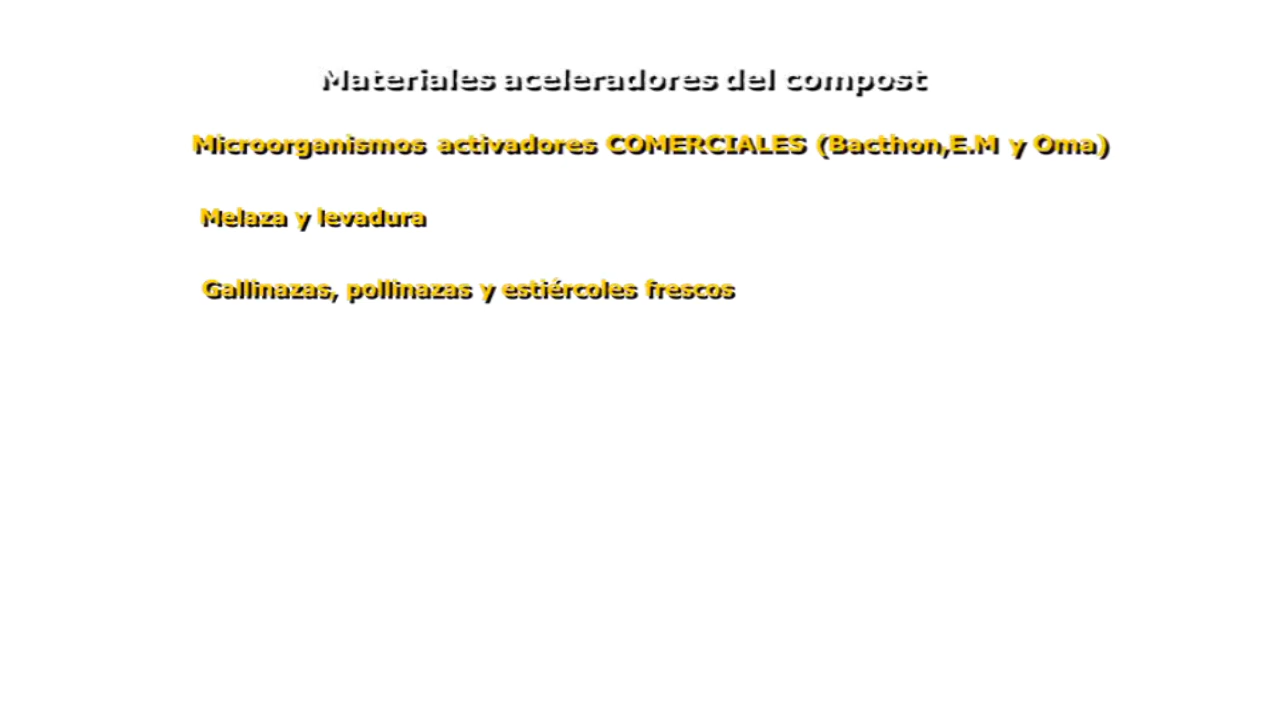 Materiales aceleradores del compost
Microorganismos activadores COMERCIALES (Bacthon,E.M y Oma)
Melaza y levadura
Gallinazas, pollinazas y estiércoles frescos